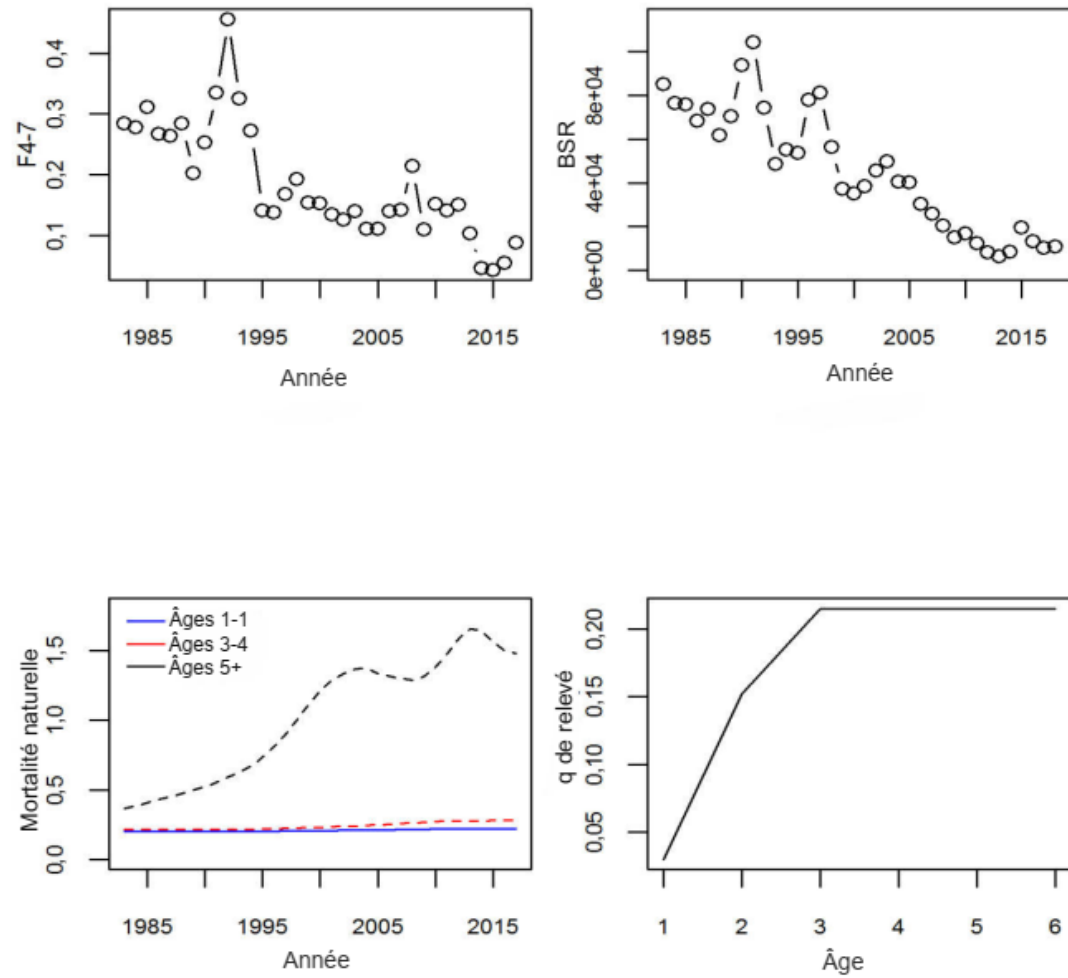 F4-7
0,1
0,2
0,3
0,4
1985
1995
2005
2015
Année
BSR
0e+00
4e+04
8e+04
1985
1995
2005
2015
Année
Mortalité naturelle
0,0
0,5
1,0
1,5
Âges 1-1
Âges 3-4
Âges 5+
1985
1995
2005
2015
Année
q de relevé
0,05
0,10
0,15
0,20
1
2
3
4
5
6
Âge